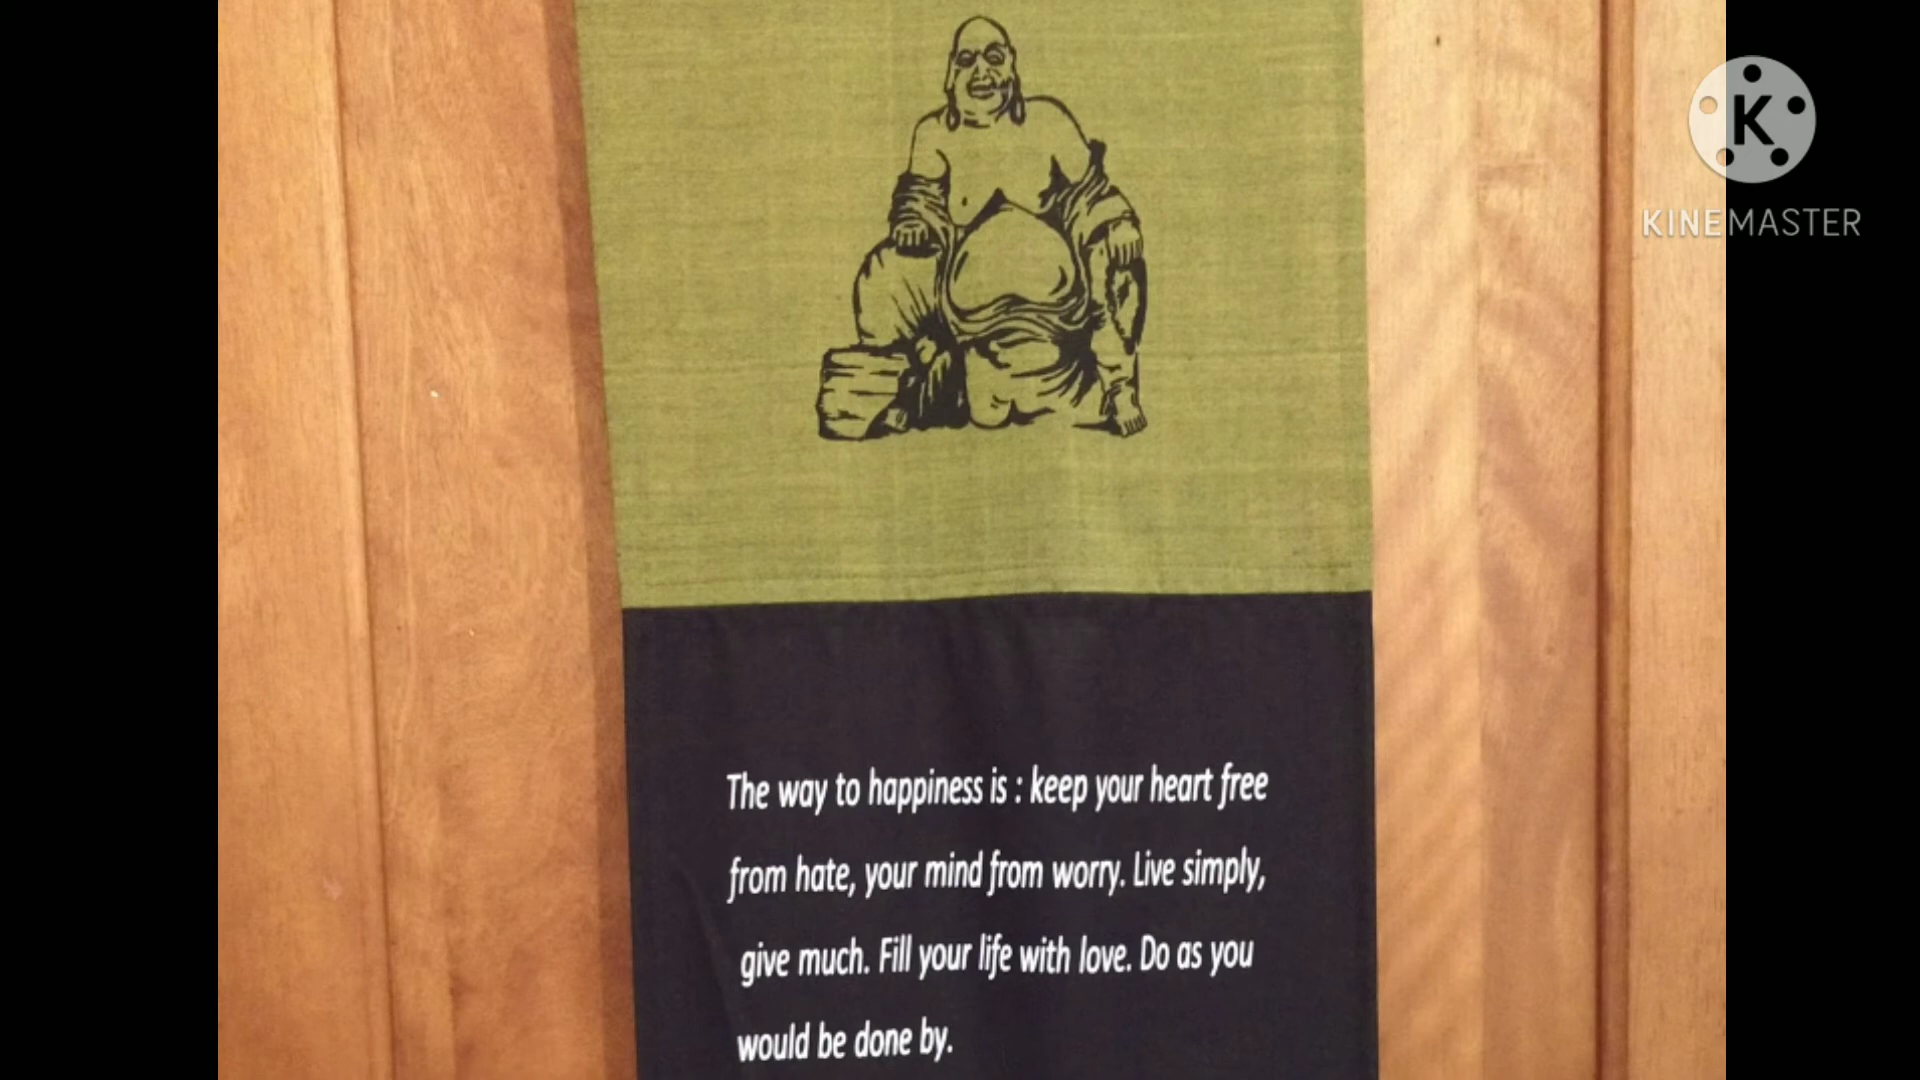 K
KINEMASTER
The way to happiness is : keep your heart free
from hate, your mind from worry. Live simply,
give much. Fill your life with love. Do as you
would be done by.